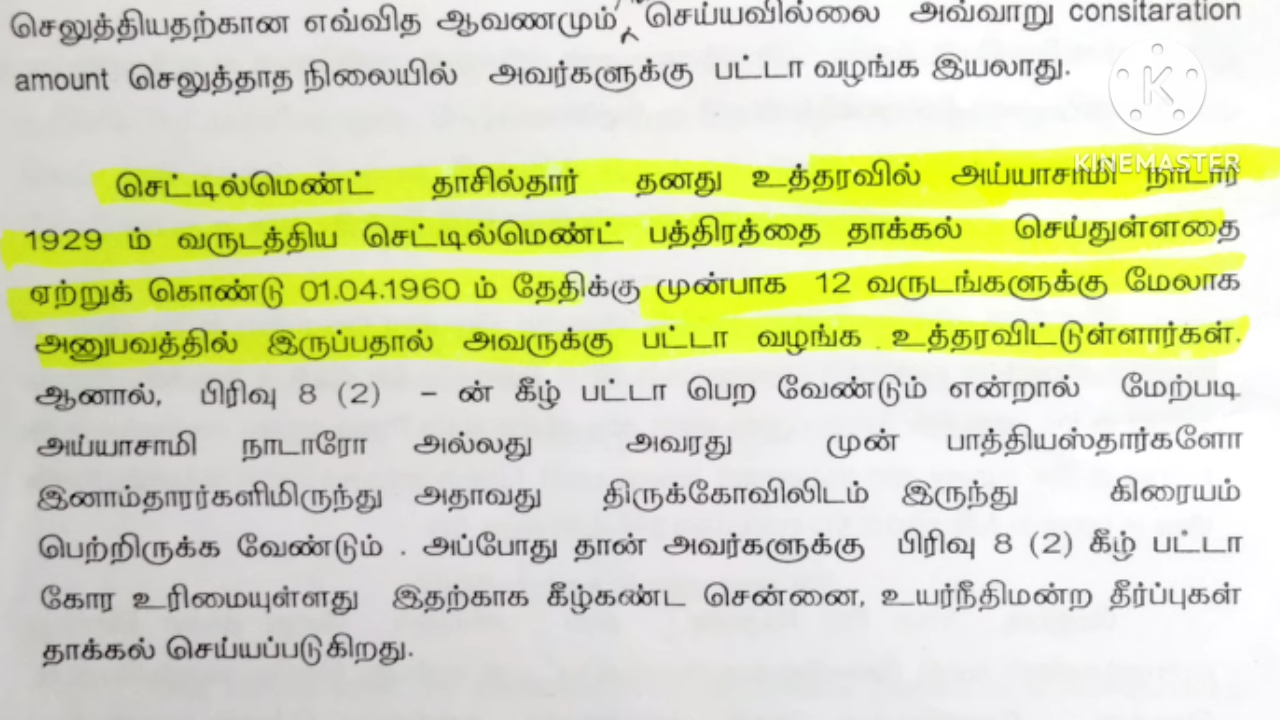 செலுத்தியதற்கான எவ்வித ஆவணமும் செய்யவில்லை அவ்வாறு consitaration
amount செலுத்தாத நிலையில் அவர்களுக்கு பட்டா வழங்க இயலாது.
K
KINEMASTER
செட்டில்மெண்ட் தாசில்தார் தனது உத்தரவில் அய்யாசாமி நாடார்
1929 ம் வருடத்திய செட்டில்மெண்ட் பத்திரத்தை தாக்கல் செய்துள்ளதை
ஏற்றுக் கொண்டு 01.04.1960 ம் தேதிக்கு முன்பாக 12 வருடங்களுக்கு மேலாக
அனுபவத்தில் இருப்பதால் அவருக்கு பட்டா வழங்க உத்தரவிட்டுள்ளார்கள்.
ஆனால், பிரிவு 8 (2) – ன் கீழ் பட்டா பெற வேண்டும் என்றால் மேற்படி
அய்யாசாமி நாடாரோ அல்லது அவரது முன் பாத்தியஸ்தார்களோ
இனாம்தாரர்களிமிருந்து அதாவது திருக்கோவிலிடம் இருந்து கிரையம்
பெற்றிருக்க வேண்டும் . அப்போது தான் அவர்களுக்கு பிரிவு 8 (2) கீழ் பட்டா
கோர உரிமையுள்ளது இதற்காக கீழ்கண்ட சென்னை, உயர்நீதிமன்ற தீர்ப்புகள்
தாக்கல் செய்யப்படுகிறது.